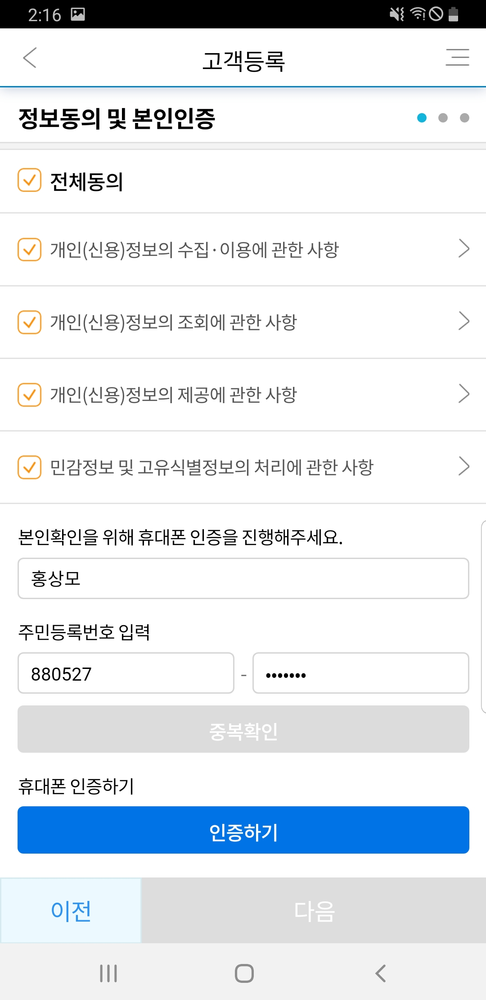 2:16
고객등록
정보동의 및 본인인증
전체동의
개인(신용)정보의 수집·이용에 관한 사항
개인(신용)정보의 조회에 관한 사항
개인(신용)정보의 제공에 관한 사항
민감정보 및 고유식별정보의 처리에 관한 사항
본인확인을 위해 휴대폰 인증을 진행해주세요.
홍상모
주민등록번호 입력
880527 - •••••••
중복확인
휴대폰 인증하기
인증하기
이전 다음